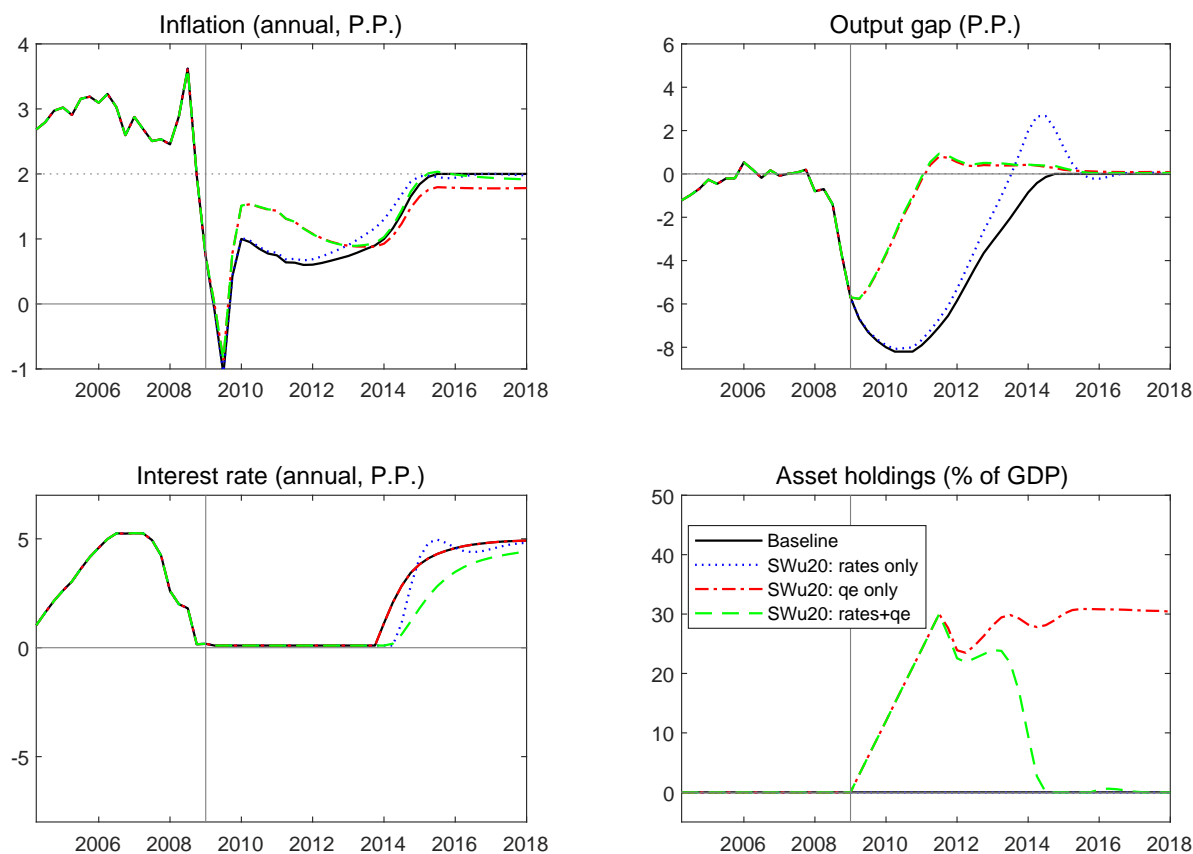 Inflation (annual, P.P.)
4
3
2
1
0
-1
2006 2008 2010 2012 2014 2016 2018
Output gap (P.P.)
6
4
2
0
-2
-4
-6
-8
2006 2008 2010 2012 2014 2016 2018
Interest rate (annual, P.P.)
5
0
-5
2006 2008 2010 2012 2014 2016 2018
Asset holdings (% of GDP)
50
40
30
20
10
0
Baseline
SWu20: rates only
SWu20: qe only
SWu20: rates+qe
2006 2008 2010 2012 2014 2016 2018